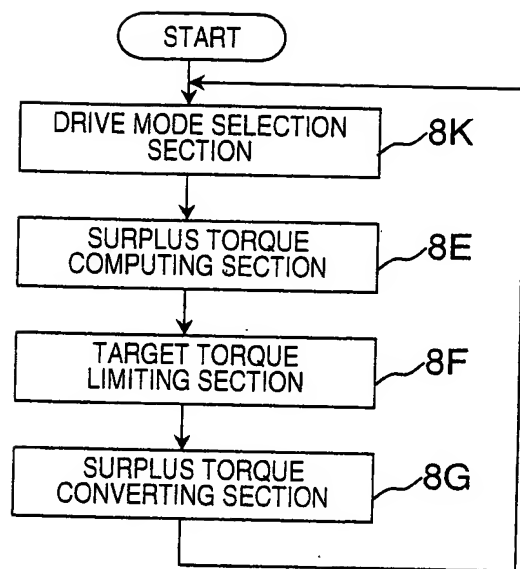 START
DRIVE MODE SELECTION
SECTION
8K
SURPLUS TORQUE
COMPUTING SECTION
8E
TARGET TORQUE
LIMITING SECTION
8F
SURPLUS TORQUE
CONVERTING SECTION
8G